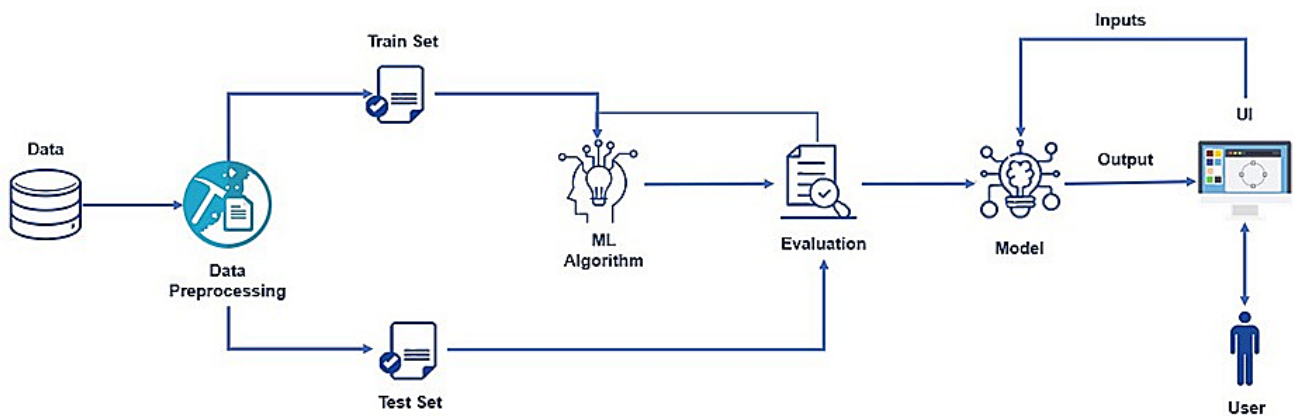 Inputs
Train Set
UI
Data
Output
ML
Algorithm
Evaluation
Model
Data
Preprocessing
Test Set
User